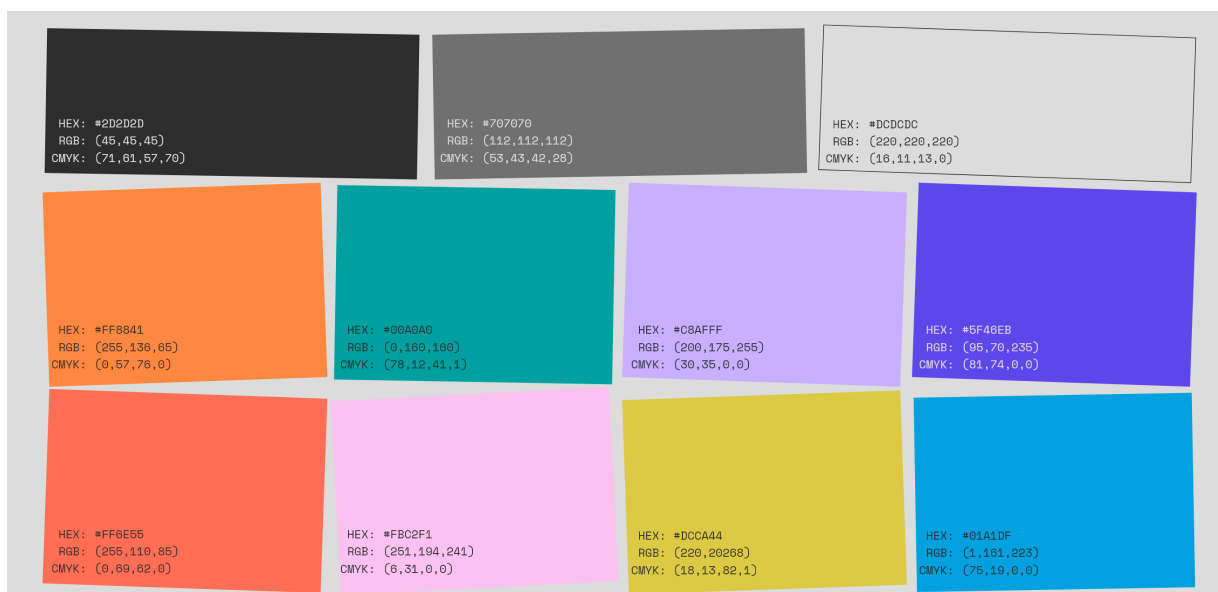 HEX: #2D2D2D
RGB: (45,45,45)
CMYK: (71,61,57,70)
HEX: #707070
RGB: (112,112,112)
CMYK: (53,43,42,28)
HEX: #DCDCDC
RGB: (220,220,220)
CMYK: (16,11,13,0)
HEX: #FF8841
RGB: (255,136,65)
CMYK: (0,57,76,0)
HEX: #00A0A0
RGB: (0,160,160)
CMYK: (78,12,41,1)
HEX: #C8AFFF
RGB: (200,175,255)
CMYK: (30,35,0,0)
HEX: #5F46EB
RGB: (95,70,235)
CMYK: (81,74,0,0)
HEX: #FF6E55
RGB: (255,110,85)
CMYK: (0,69,62,0)
HEX: #FBC2F1
RGB: (251,194,241)
CMYK: (6,31,0,0)
HEX: #DCCA44
RGB: (220,20268)
CMYK: (18,13,82,1)
HEX: #01A1DF
RGB: (1,161,223)
CMYK: (75,19,0,0)